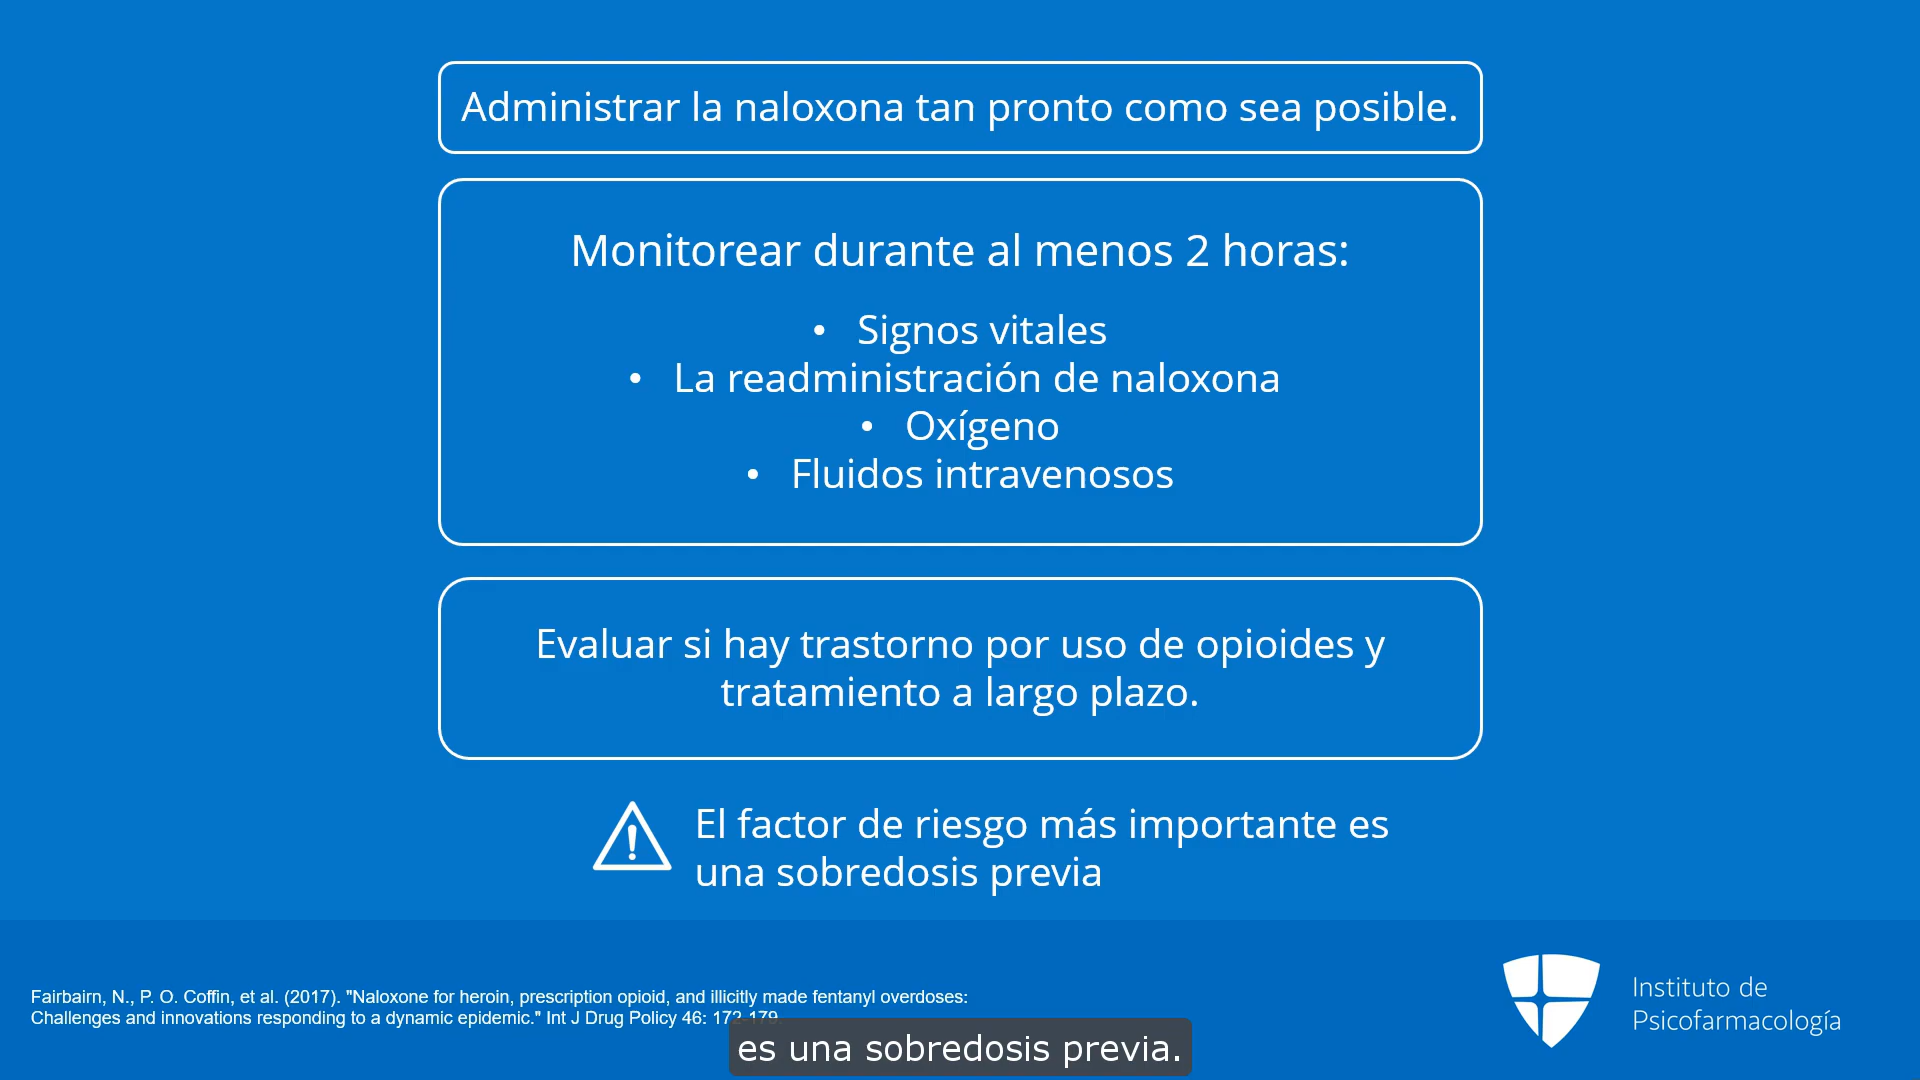 Administrar la naloxona tan pronto como sea posible.
Monitorear durante al menos 2 horas:
• Signos vitales
• La readministración de naloxona
• Oxígeno
• Fluidos intravenosos
Evaluar si hay trastorno por uso de opioides y
tratamiento a largo plazo.
El factor de riesgo más importante es
una sobredosis previa
Fairbairn, N., P. O. Coffin, et al. (2017). "Naloxone for heroin, prescription opioid, and illicitly made fentanyl overdoses:
Challenges and innovations responding to a dynamic epidemic." Int J Drug Policy 46: 172-179.
Instituto de
Psicofarmacología
es una sobredosis previa.